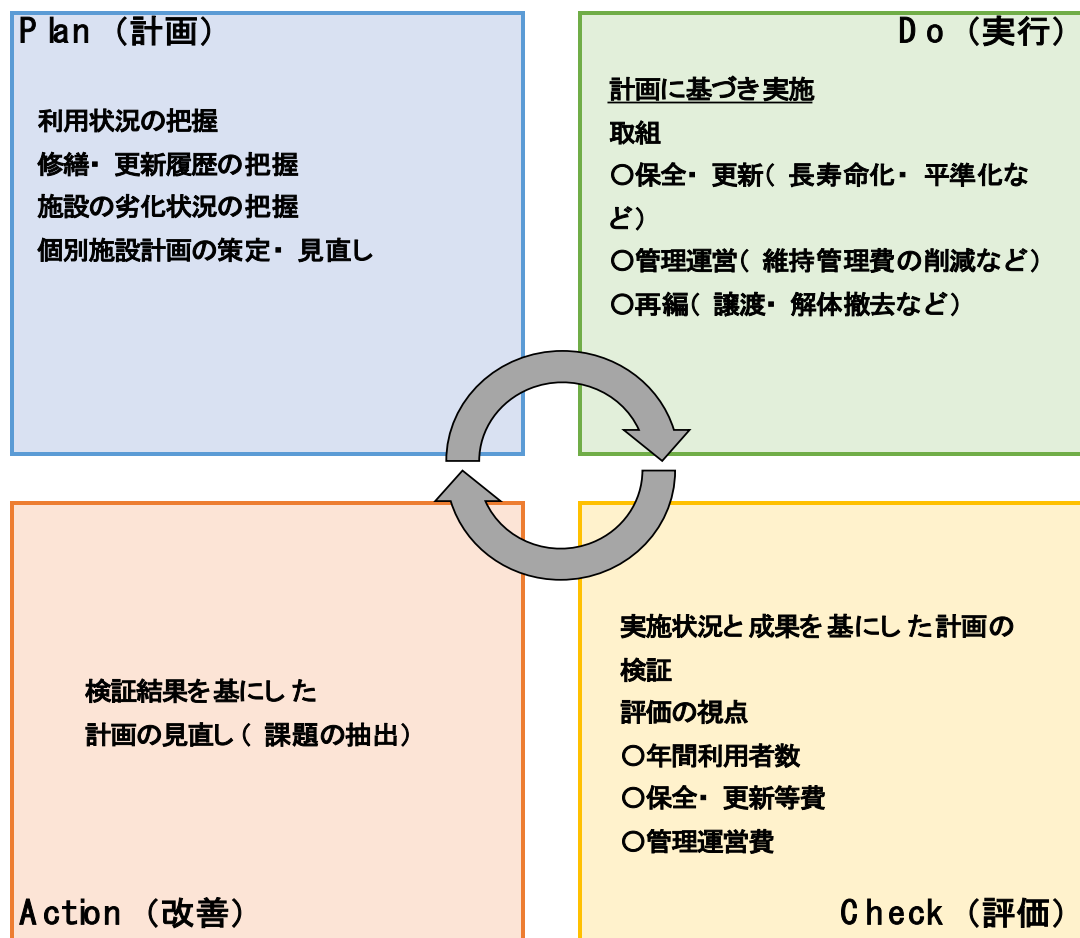 Plan（計画）
利用状況の把握
修繕・更新履歴の把握
施設の劣化状況の把握
個別施設計画の策定・見直し
Do（実行）
計画に基づき実施
取組
○保全・更新（長寿命化・平準化な
ど）
○管理運営（維持管理費の削減など）
○再編（譲渡・解体撤去など）
検証結果を基にした
計画の見直し（課題の抽出）
Action（改善）
実施状況と成果を基にした計画の
検証
評価の視点
○年間利用者数
○保全・更新等費
○管理運営費
Check（評価）